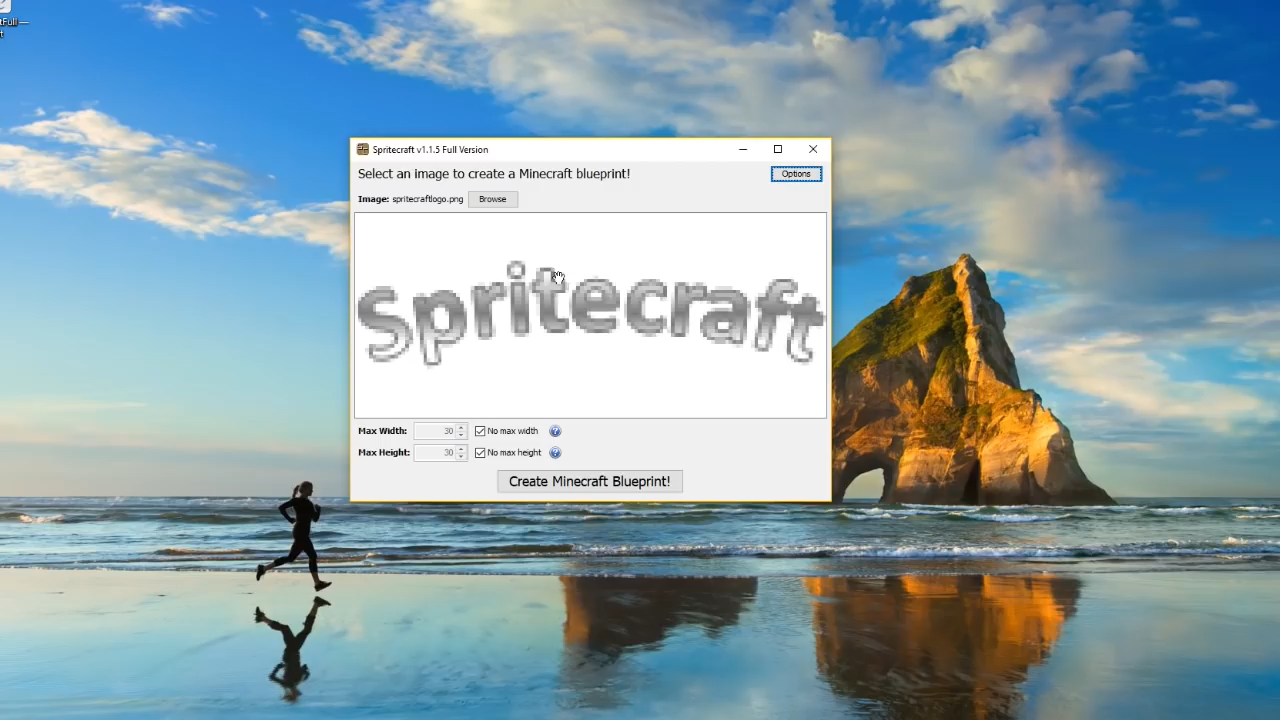 Spritecraft v1.1.5 Full Version
Select an image to create a Minecraft blueprint!
Options
Image: spritecraftlogo.png
Browse
Spritecraft
Max Width: 30 No max width
Max Height: 30 No max height
Create Minecraft Blueprint!